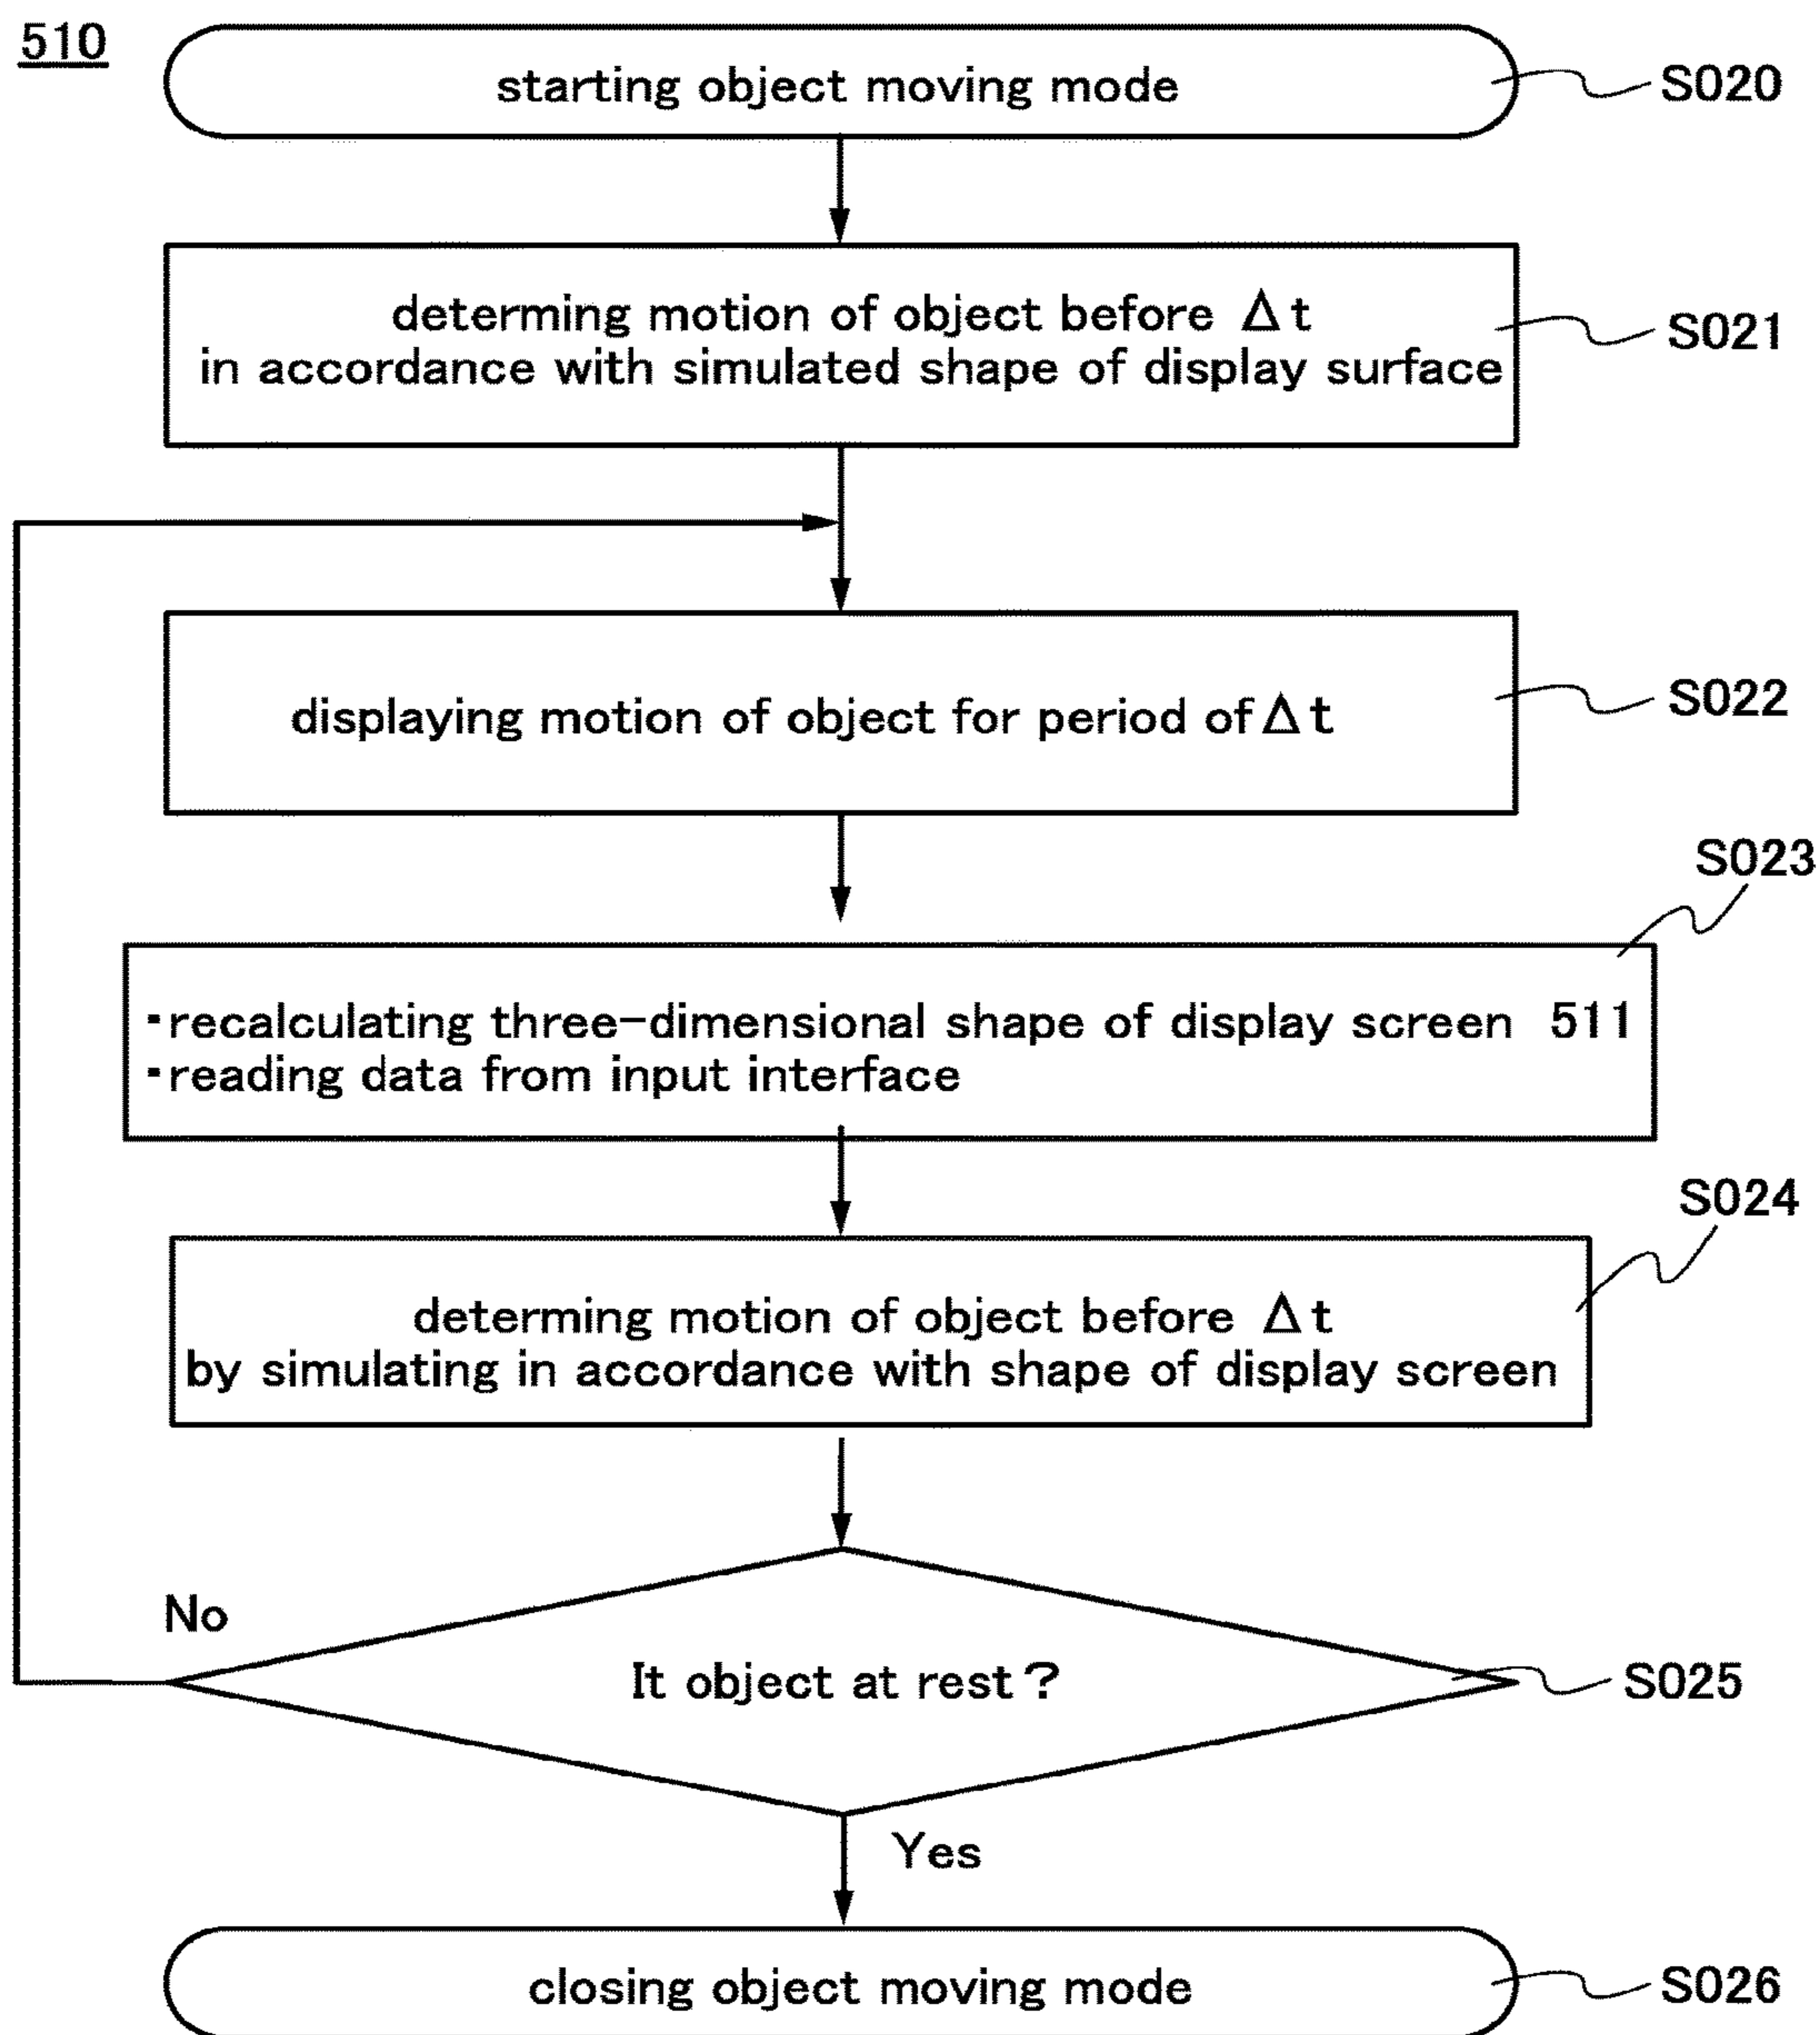 510
starting object moving mode
S020
determing motion of object before Δt
in accordance with simulated shape of display surface
S021
displaying motion of object for period of Δt
S022
S023
・recalculating three-dimensional shape of display screen 511
・reading data from input interface
S024
determing motion of object before Δt
by simulating in accordance with shape of display screen
No
It object at rest?
S025
Yes
closing object moving mode
S026